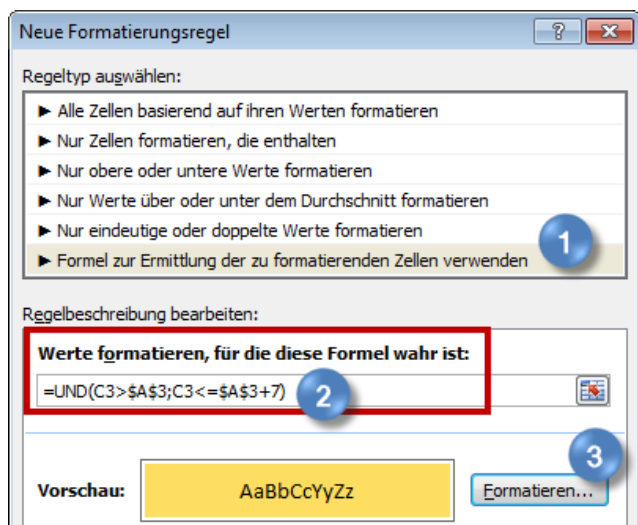 Neue Formatierungsregel
?
Regeltyp auswählen:
► Alle Zellen basierend auf ihren Werten formatieren
► Nur Zellen formatieren, die enthalten
► Nur obere oder untere Werte formatieren
► Nur Werte über oder unter dem Durchschnitt formatieren
► Nur eindeutige oder doppelte Werte formatieren
► Formel zur Ermittlung der zu formatierenden Zellen verwenden
1
Regelbeschreibung bearbeiten:
Werte formatieren, für die diese Formel wahr ist:
=UND(C3>$A$3;C3<=$A$3+7)
2
3
Vorschau: AaBbCcYyZz Formatieren...